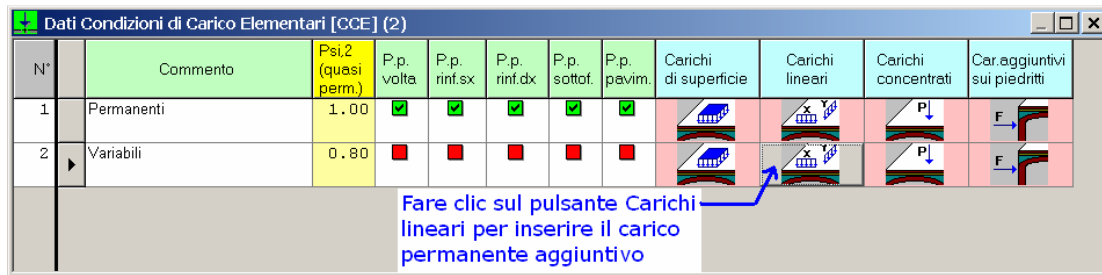 Dati Condizioni di Carico Elementari [CCE] (2)
N° Commento Psi,2 (quasi perm.) P.p. volta P.p. rinf.sx P.p. rinf.dx P.p. sottof. P.p. pavim. Carichi di superficie Carichi lineari Carichi concentrati Car.aggiuntivi sui piedritti
1 Permanenti 1.00 X Y P F
2 Variabili 0.80 X Y P F
Fare clic sul pulsante Carichi
lineari per inserire il carico
permanente aggiuntivo